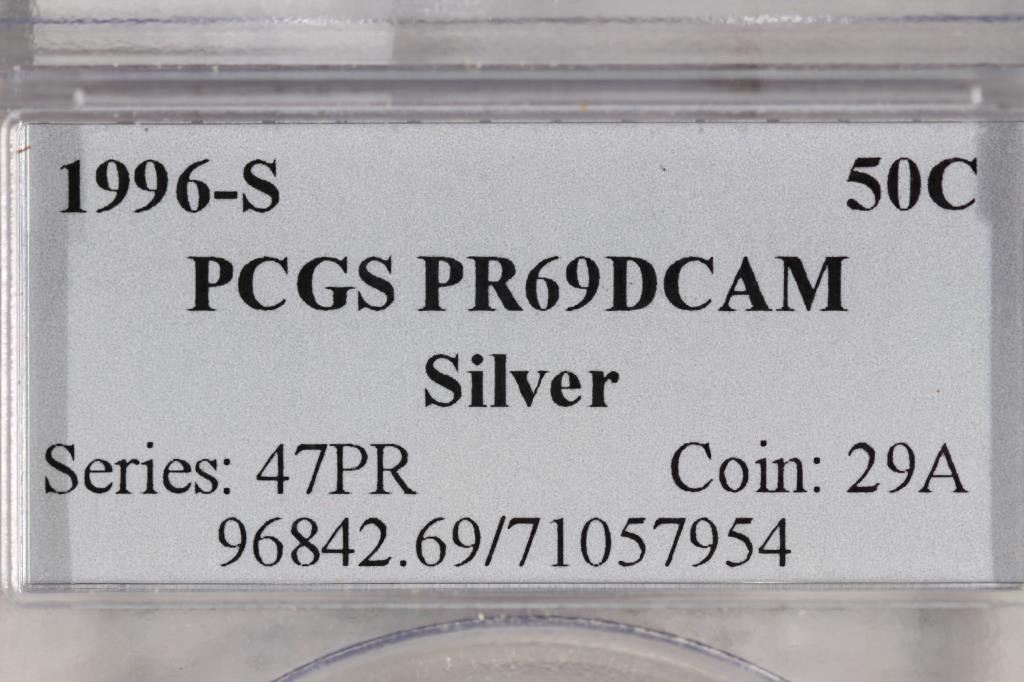 1996-S 50C
PCGS PR69DCAM
Silver
Series: 47PR Coin: 29A
96842.69/71057954